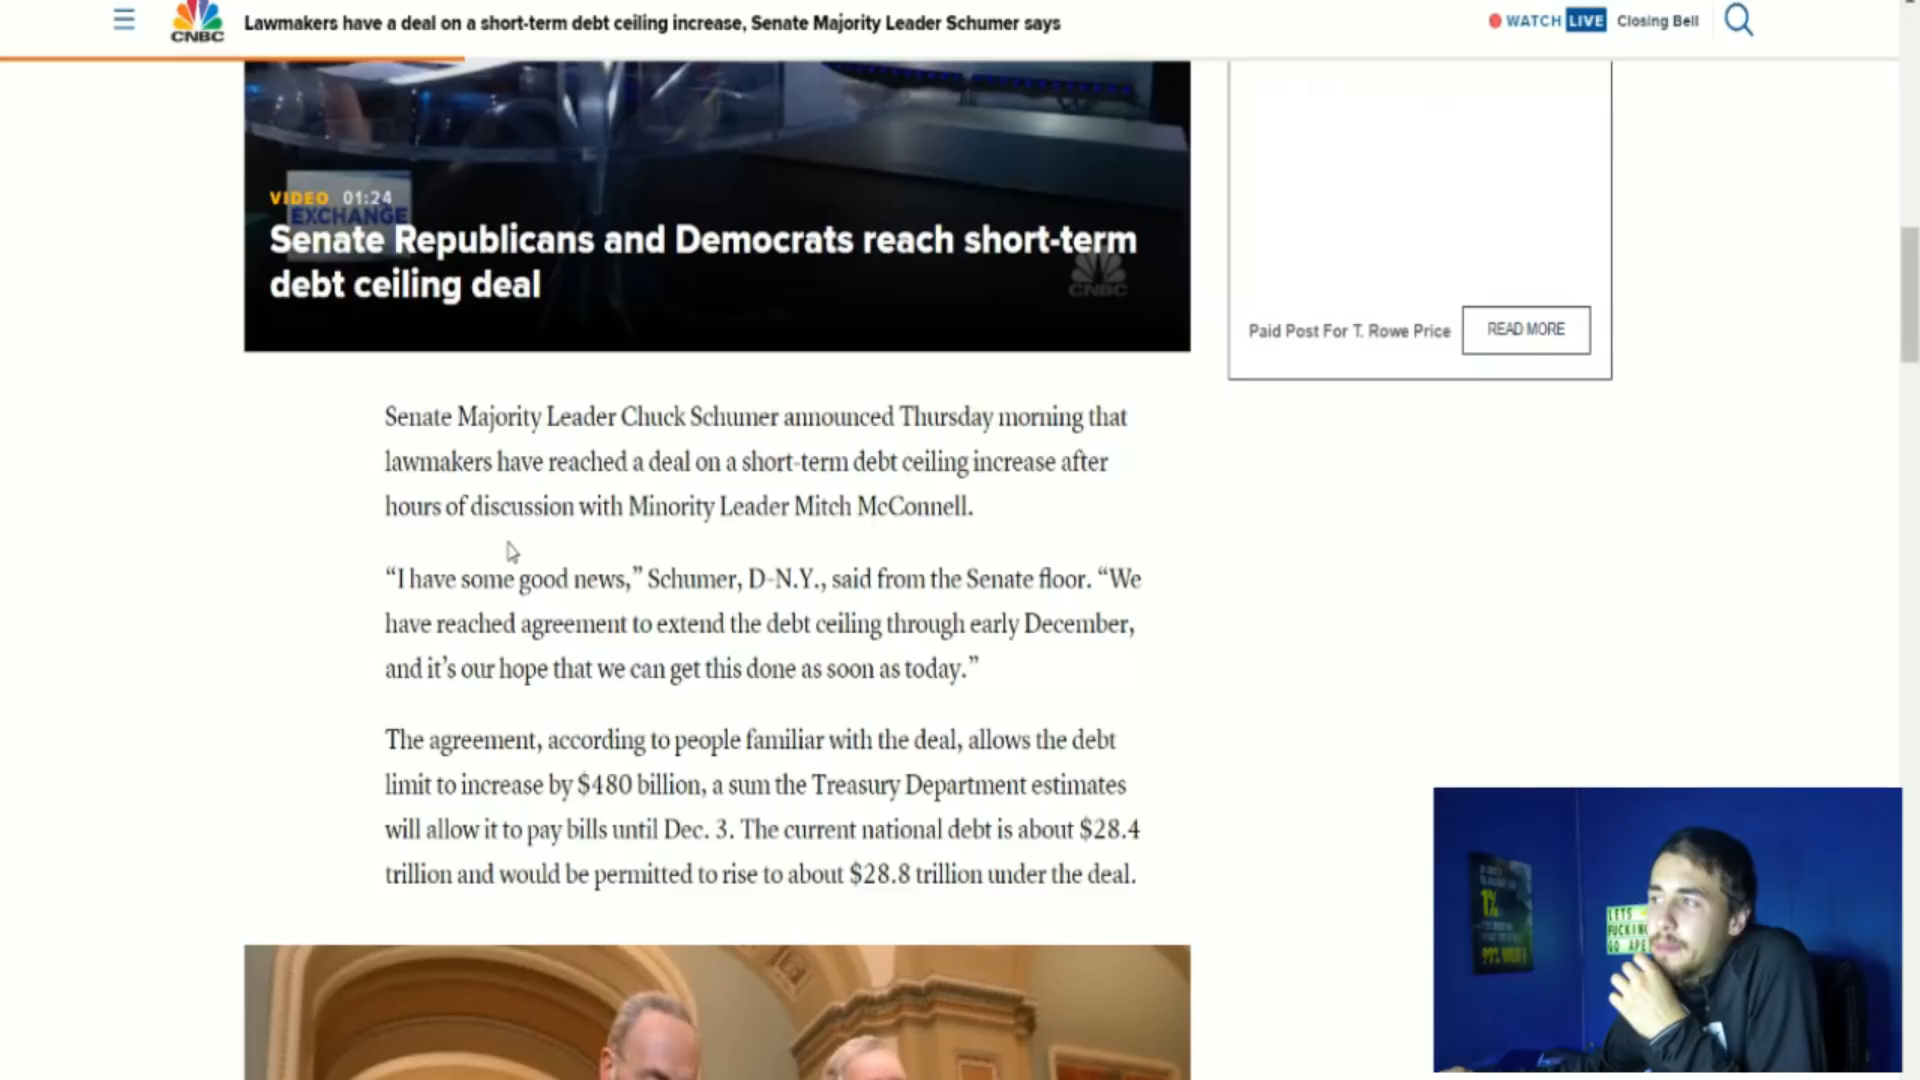 CNBC
Lawmakers have a deal on a short-term debt ceiling increase, Senate Majority Leader Schumer says
WATCH LIVE Closing Bell
VIDEO 01:24
EXCHANGE
Senate Republicans and Democrats reach short-term
debt ceiling deal
CNBC
Paid Post For T. Rowe Price
READ MORE
Senate Majority Leader Chuck Schumer announced Thursday morning that
lawmakers have reached a deal on a short-term debt ceiling increase after
hours of discussion with Minority Leader Mitch McConnell.
“I have some good news,” Schumer, D-N.Y., said from the Senate floor. “We
have reached agreement to extend the debt ceiling through early December,
and it’s our hope that we can get this done as soon as today.”
The agreement, according to people familiar with the deal, allows the debt
limit to increase by $480 billion, a sum the Treasury Department estimates
will allow it to pay bills until Dec. 3. The current national debt is about $28.4
trillion and would be permitted to rise to about $28.8 trillion under the deal.
1%
LETS
FUCKIN
GO APE